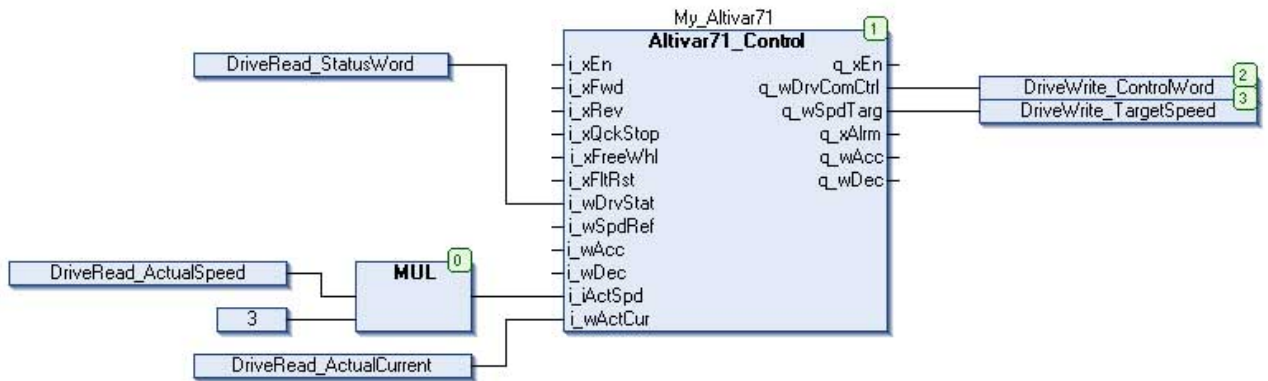 My_Altivar71
Altivar71_Control 1
DriveRead_StatusWord
i_xEn q_xEn
i_xFwd q_wDrvComCtrl
i_xRev q_wSpdTarg
i_xQckStop q_xAlrm
i_xFreeWhl q_wAcc
i_xFltRst q_wDec
i_wDrvStat
i_wSpdRef
i_wAcc
i_wDec
i_iActSpd
i_wActCur
DriveWrite_ControlWord 2
DriveWrite_TargetSpeed 3
DriveRead_ActualSpeed
MUL 0
3
DriveRead_ActualCurrent